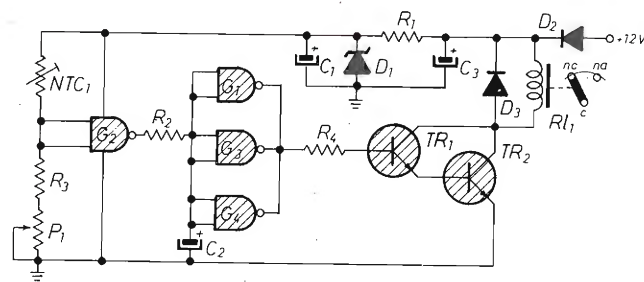 R1
D2
+12 V
C1
+
D1
+
C3
D3
nc
na
c
Rl1
NTC1
G1
G2
R2
G3
R4
TR1
TR2
R3
G4
P1
+
C2